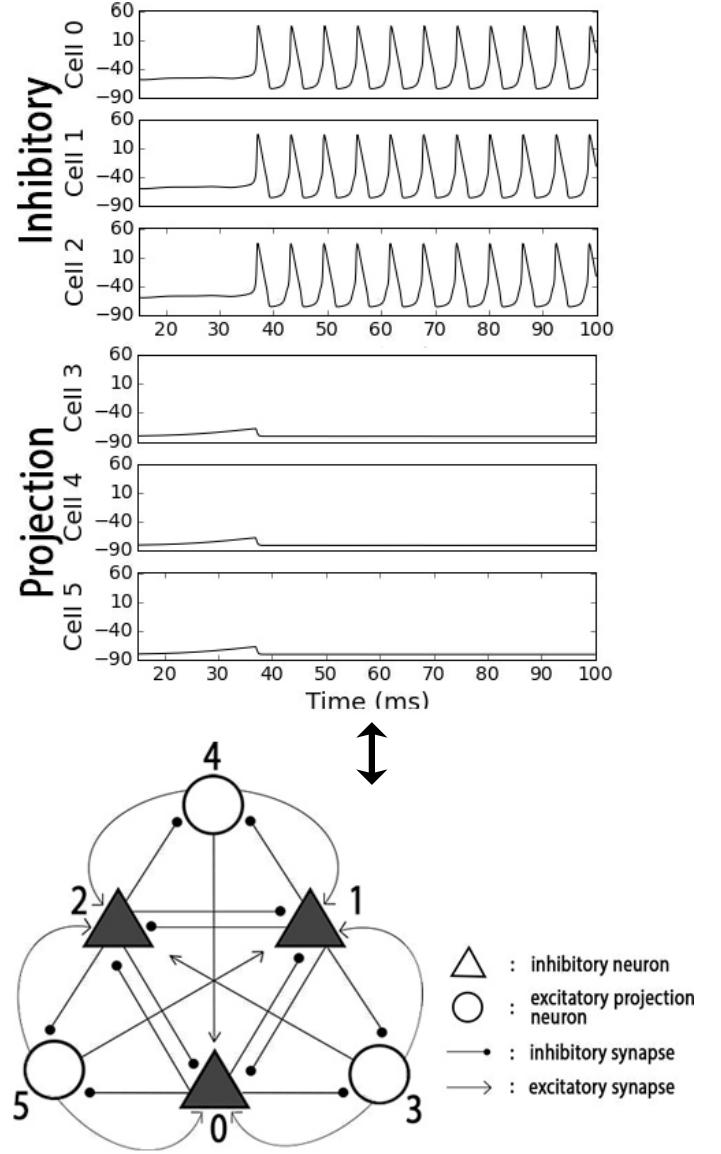 Inhibitory
Cell 0
60
10
−40
−90
Cell 1
60
10
−40
−90
Cell 2
60
10
−40
−90
20 30 40 50 60 70 80 90 100
Projection
Cell 3
60
10
−40
−90
Cell 4
60
10
−40
−90
Cell 5
60
10
−40
−90
20 30 40 50 60 70 80 90 100
Time (ms)
4
2
1
5
0
3
: inhibitory neuron
: excitatory projection
neuron
: inhibitory synapse
: excitatory synapse